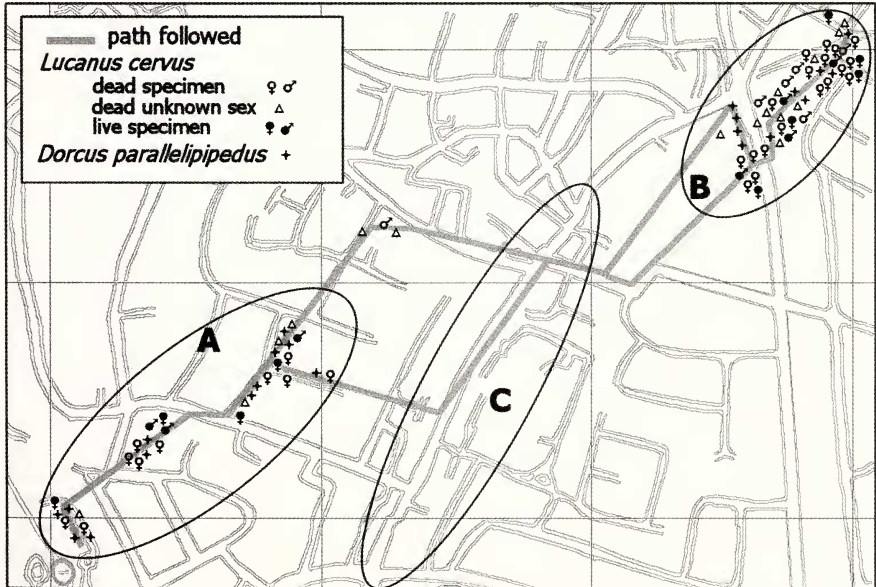 path followed
Lucanus cervus
dead specimen ♀ ♂
dead unknown sex △
live specimen
Dorcus parallelipipedus +
A
B
C